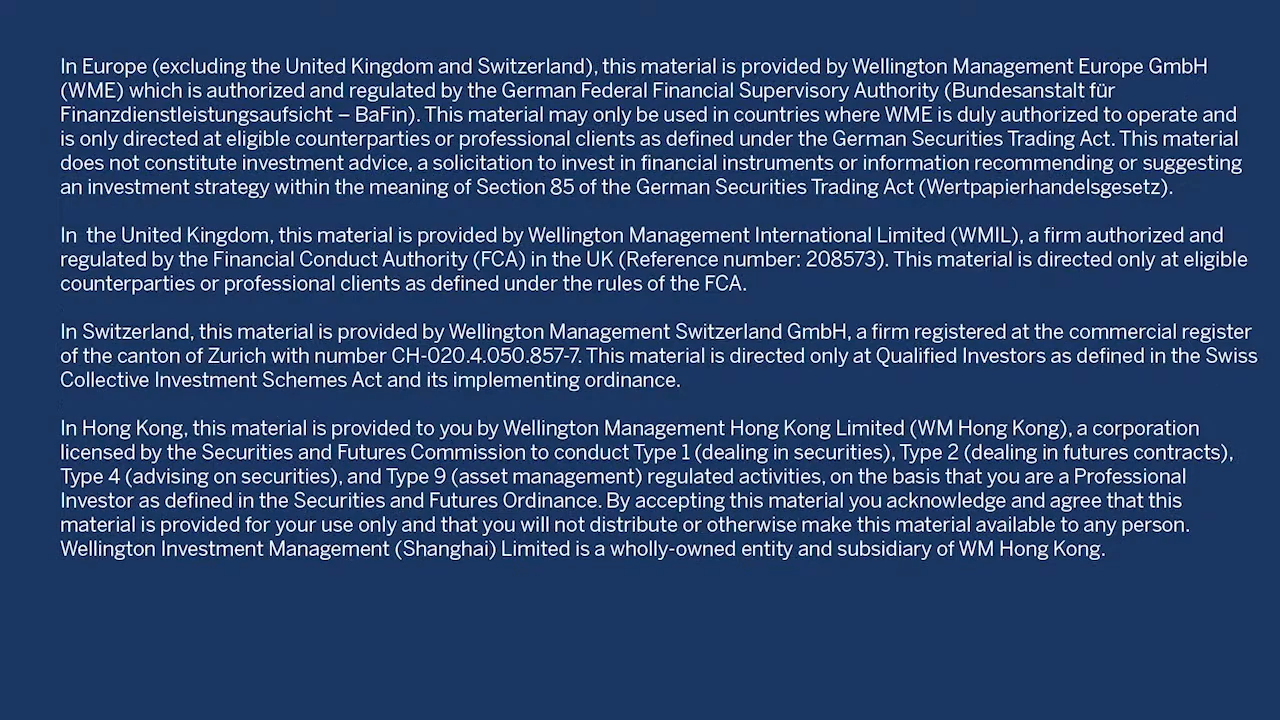 In Europe (excluding the United Kingdom and Switzerland), this material is provided by Wellington Management Europe GmbH
(WME) which is authorized and regulated by the German Federal Financial Supervisory Authority (Bundesanstalt für
Finanzdienstleistungsaufsicht – BaFin). This material may only be used in countries where WME is duly authorized to operate and
is only directed at eligible counterparties or professional clients as defined under the German Securities Trading Act. This material
does not constitute investment advice, a solicitation to invest in financial instruments or information recommending or suggesting
an investment strategy within the meaning of Section 85 of the German Securities Trading Act (Wertpapierhandelsgesetz).
In  the United Kingdom, this material is provided by Wellington Management International Limited (WMIL), a firm authorized and
regulated by the Financial Conduct Authority (FCA) in the UK (Reference number: 208573). This material is directed only at eligible
counterparties or professional clients as defined under the rules of the FCA.
In Switzerland, this material is provided by Wellington Management Switzerland GmbH, a firm registered at the commercial register
of the canton of Zurich with number CH-020.4.050.857-7. This material is directed only at Qualified Investors as defined in the Swiss
Collective Investment Schemes Act and its implementing ordinance.
In Hong Kong, this material is provided to you by Wellington Management Hong Kong Limited (WM Hong Kong), a corporation
licensed by the Securities and Futures Commission to conduct Type 1 (dealing in securities), Type 2 (dealing in futures contracts),
Type 4 (advising on securities), and Type 9 (asset management) regulated activities, on the basis that you are a Professional
Investor as defined in the Securities and Futures Ordinance. By accepting this material you acknowledge and agree that this
material is provided for your use only and that you will not distribute or otherwise make this material available to any person.
Wellington Investment Management (Shanghai) Limited is a wholly-owned entity and subsidiary of WM Hong Kong.